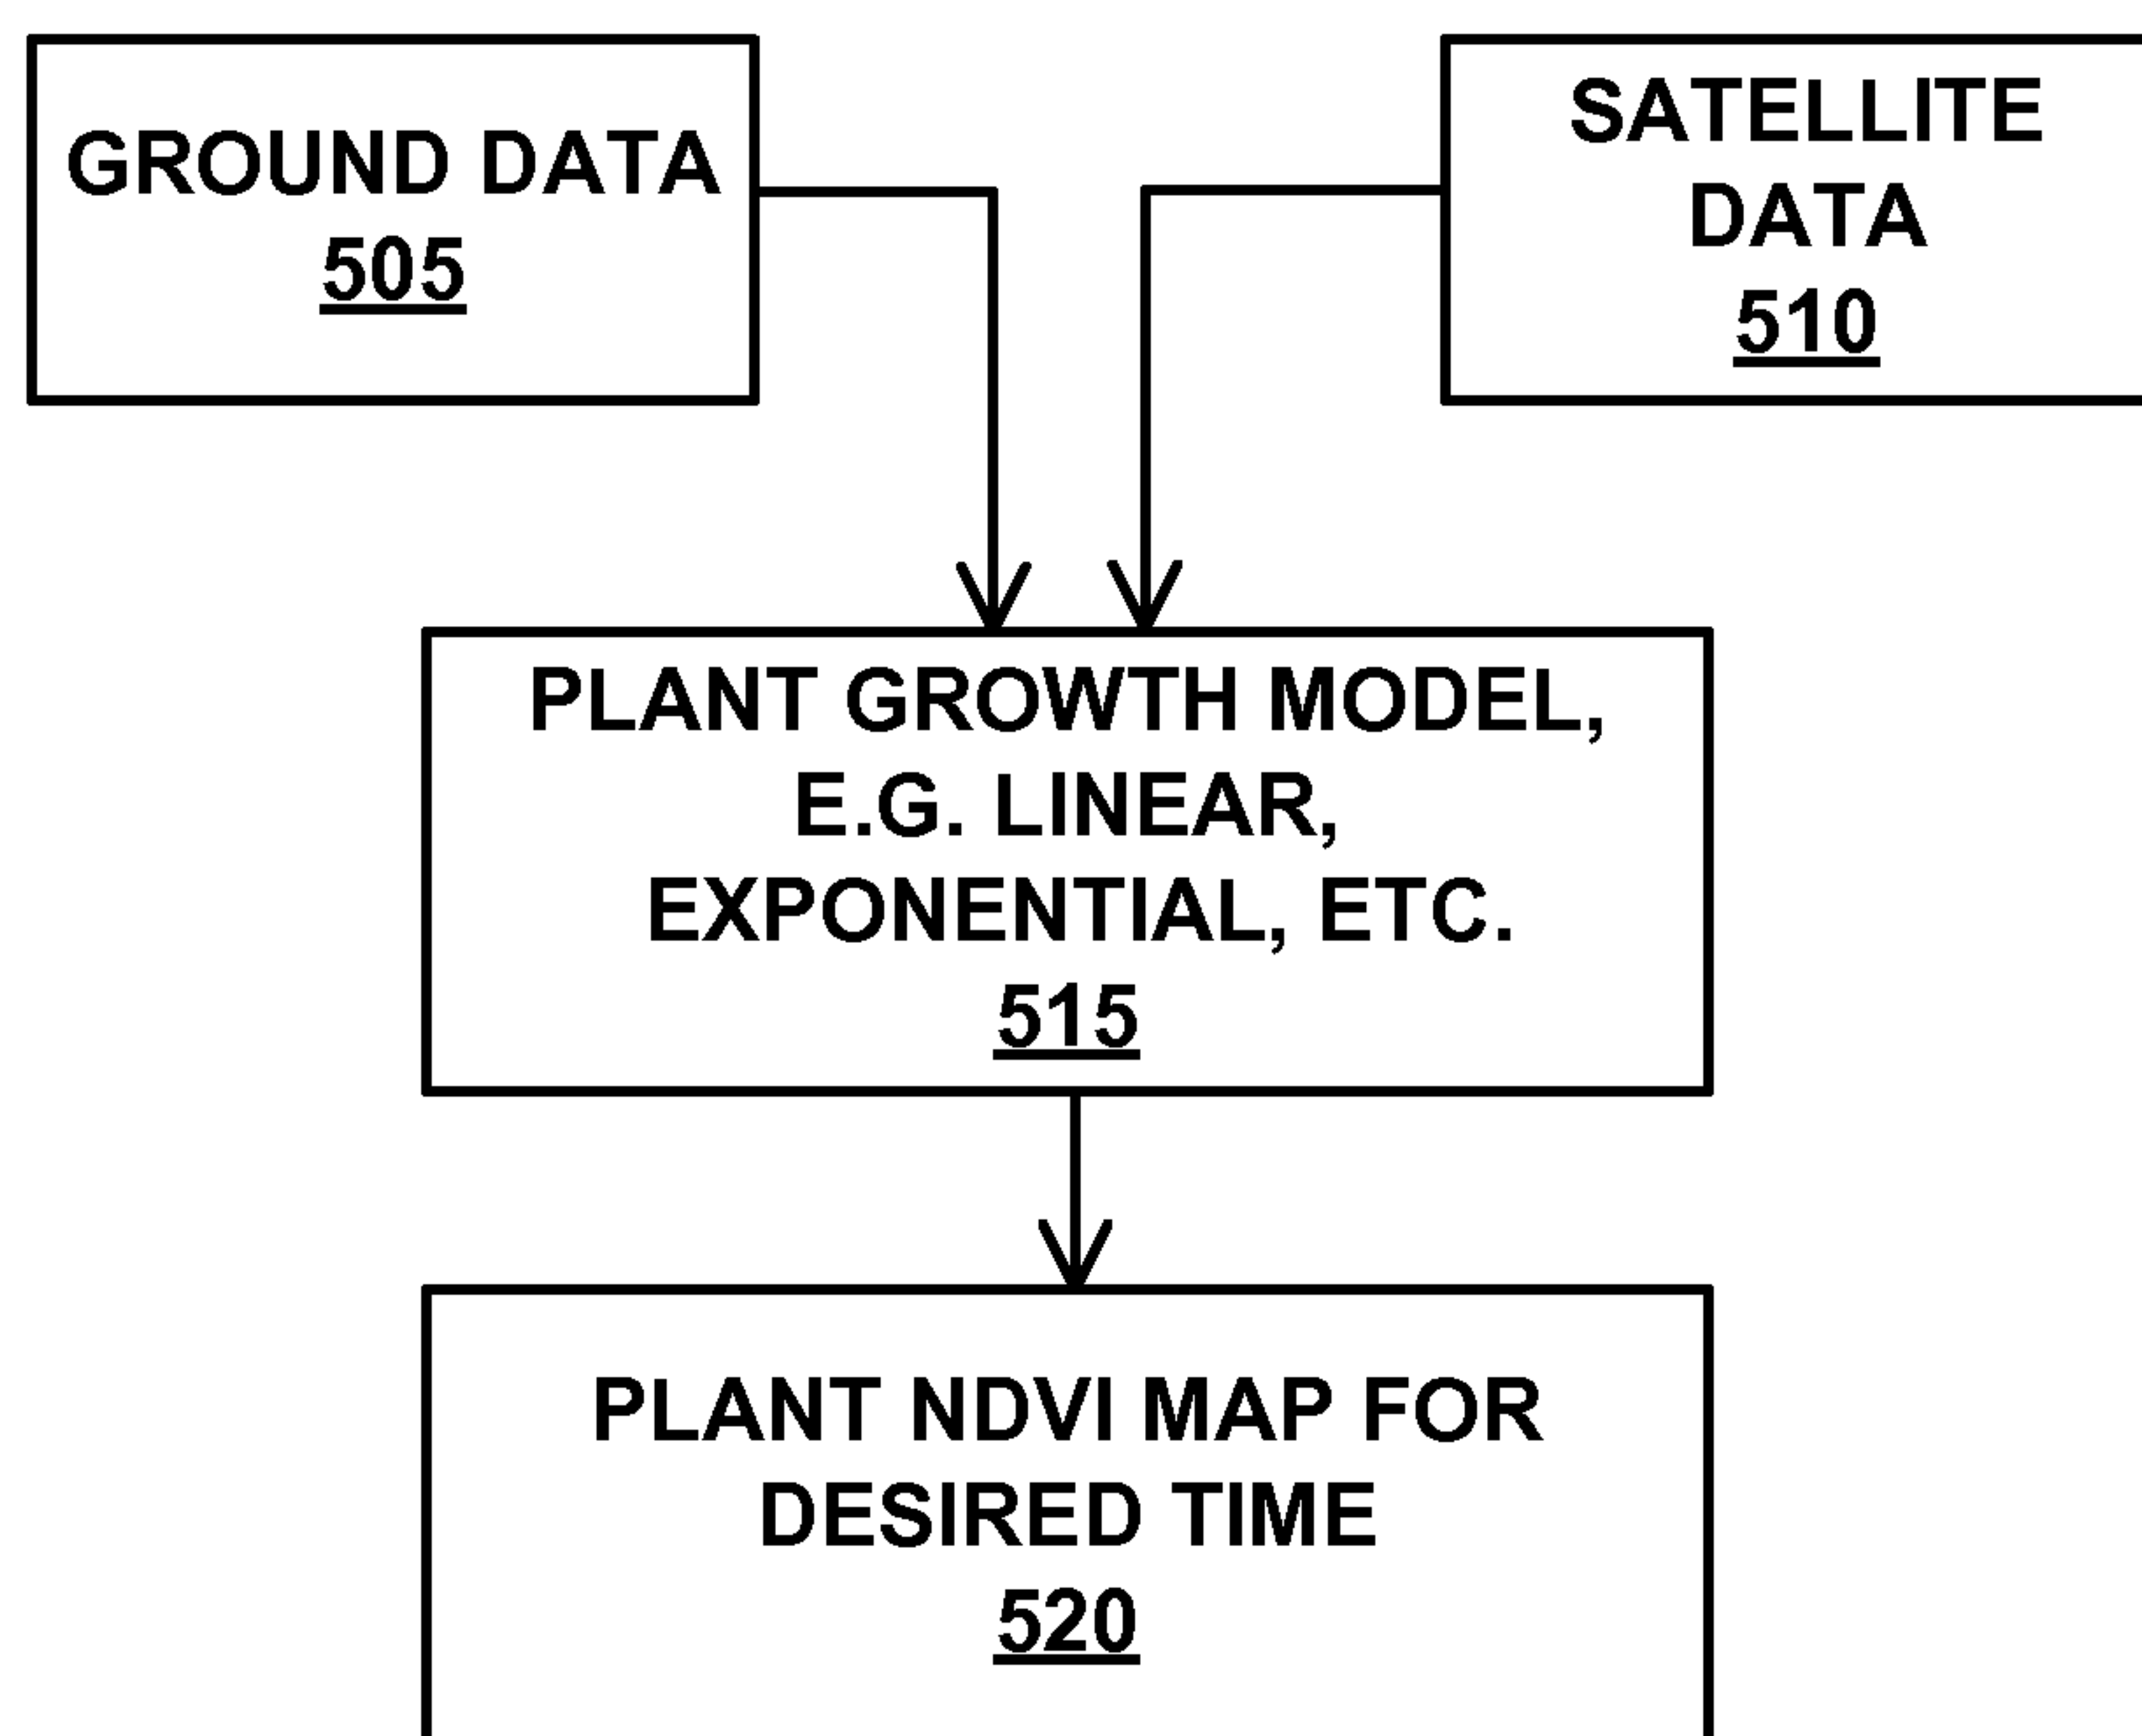 GROUND DATA
505
SATELLITE
DATA
510
PLANT GROWTH MODEL,
E.G. LINEAR,
EXPONENTIAL, ETC.
515
PLANT NDVI MAP FOR
DESIRED TIME
520